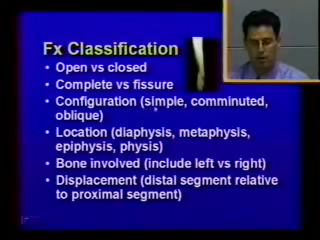 Fx Classification
• Open vs closed
• Complete vs fissure
• Configuration (simple, comminuted,
oblique)
• Location (diaphysis, metaphysis,
epiphysis, physis)
• Bone involved (include left vs right)
• Displacement (distal segment relative
to proximal segment)